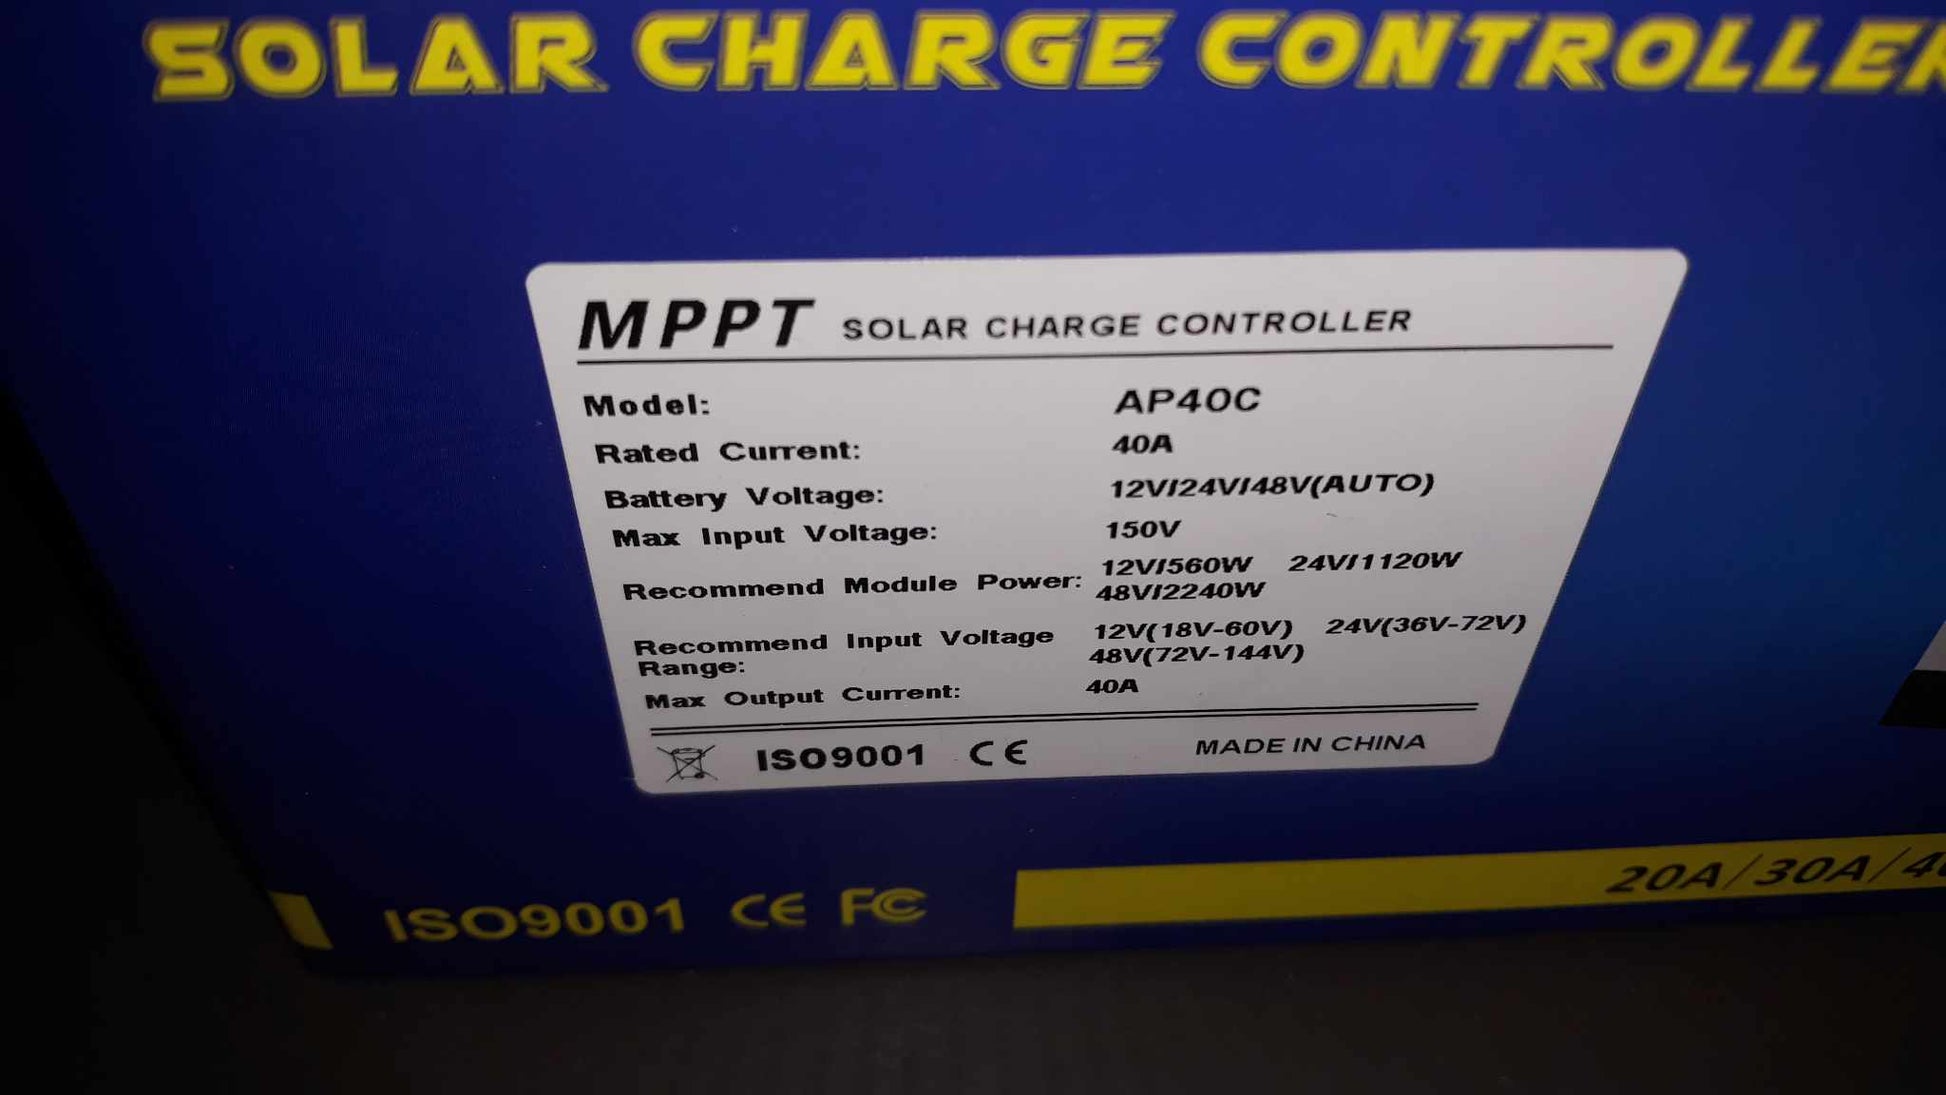 SOLAR CHARGE CONTROLLER
MPPT SOLAR CHARGE CONTROLLER
Model: AP40C
Rated Current: 40A
Battery Voltage: 12V/24V/48V(AUTO)
Max Input Voltage: 150V
Recommend Module Power: 12V/560W 24V/1120W
48V/2240W
Recommend Input Voltage 12V(18V-60V) 24V(36V-72V)
Range: 48V(72V-144V)
Max Output Current: 40A
ISO9001 CE MADE IN CHINA
ISO9001 CE FC
20A/30A/